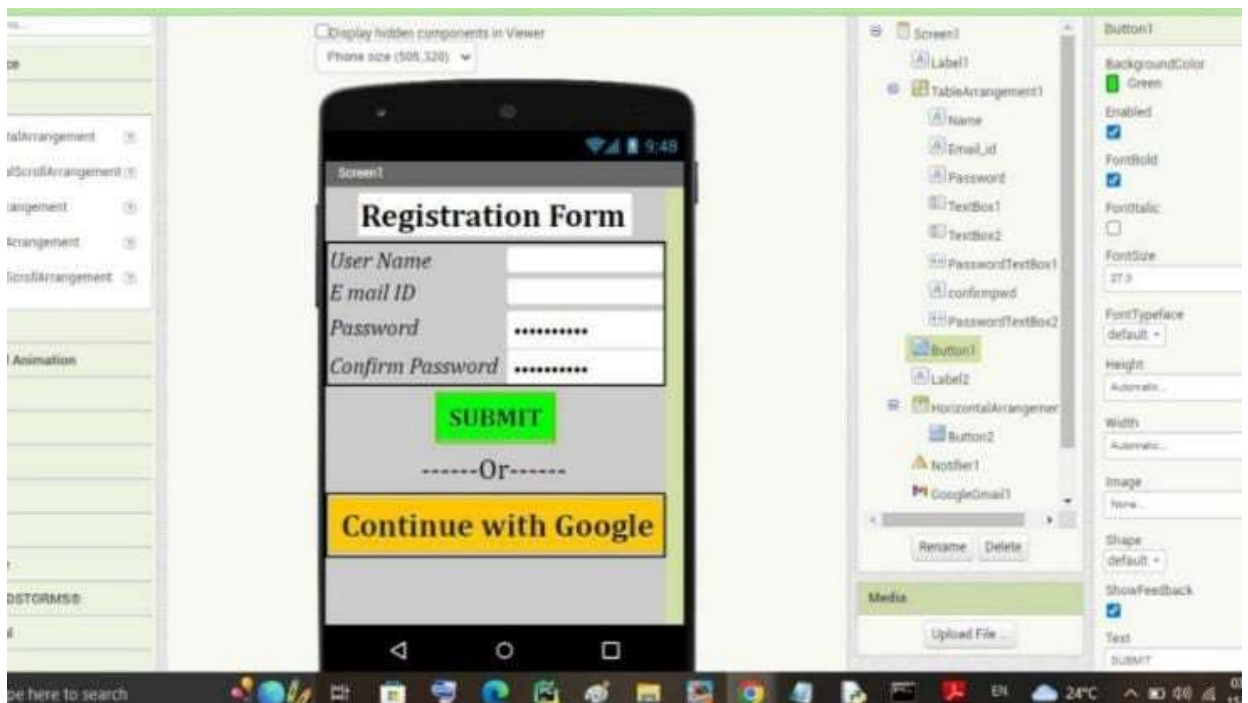 Display hidden components in Viewer
Phone size (505,320)
talArrangement
alScrollArrangement
rangement
Arrangement
ScrollArrangement
Animation
DSTORMS®
9:48
Screen1
Registration Form
User Name
E mail ID
Password
Confirm Password
SUBMIT
------Or------
Continue with Google
Screen1
Label1
TableArrangement1
Name
Email_id
Password
TextBox1
TextBox2
PasswordTextBox1
confirmpwd
PasswordTextBox2
Button1
Label2
HorizontalArrangemer
Button2
Notifier1
GoogleGmail1
Rename Delete
Media
Upload File ...
Button1
BackgroundColor
Green
Enabled
FontBold
FontItalic
FontSize
FontTypeface
default
Height
Automatic...
Width
Automatic...
Image
None...
Shape
default
ShowFeedback
Text
SUBMIT
pe here to search
EN
24°C